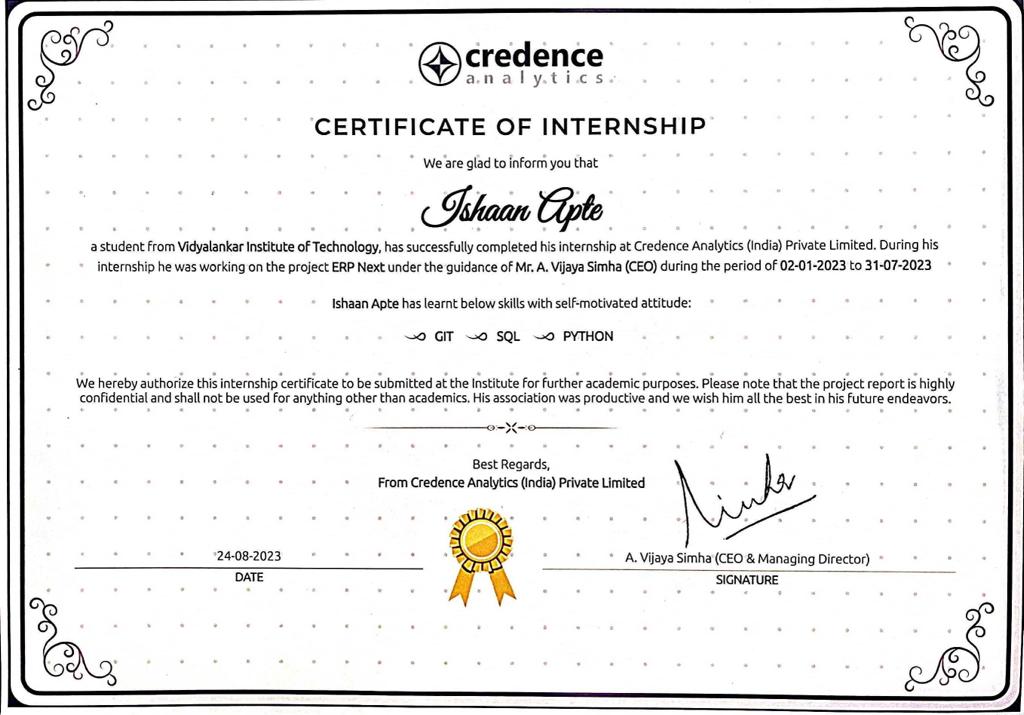 credence
analytics
CERTIFICATE OF INTERNSHIP
We are glad to inform you that
Ishaan Apte
a student from Vidyalankar Institute of Technology, has successfully completed his internship at Credence Analytics (India) Private Limited. During his
internship he was working on the project ERP Next under the guidance of Mr. A. Vijaya Simha (CEO) during the period of 02-01-2023 to 31-07-2023
Ishaan Apte has learnt below skills with self-motivated attitude:
GIT SQL PYTHON
We hereby authorize this internship certificate to be submitted at the Institute for further academic purposes. Please note that the project report is highly
confidential and shall not be used for anything other than academics. His association was productive and we wish him all the best in his future endeavors.
Best Regards,
From Credence Analytics (India) Private Limited
24-08-2023
DATE
A. Vijaya Simha (CEO & Managing Director)
SIGNATURE